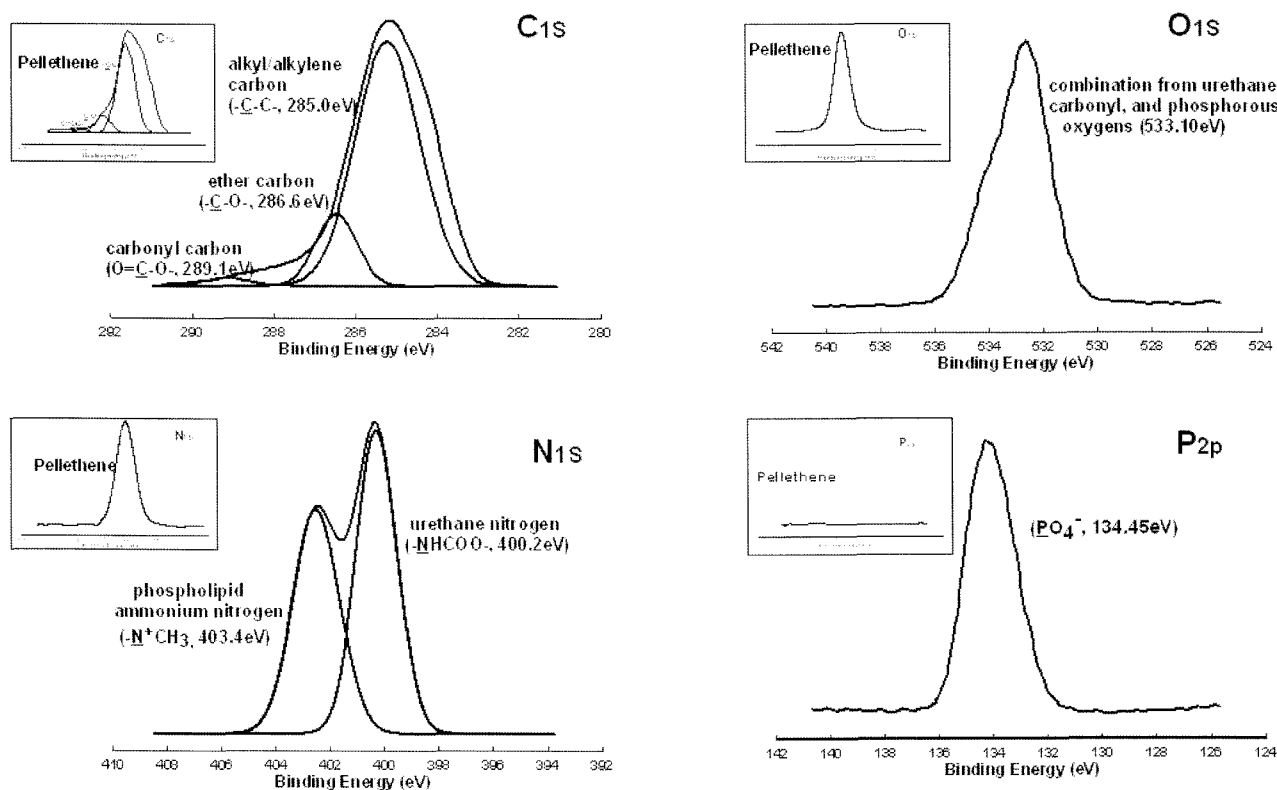 C1S
Pellethene
C1s
alkyl/alkylene
carbon
(-C-C-, 285.0eV)
ether carbon
(-C-O-, 286.6eV)
carbonyl carbon
(O=C-O-, 289.1eV)
292 290 288 286 284 282 280
Binding Energy (eV)
O1S
Pellethene
O1s
combination from urethane
carbonyl, and phosphorous
oxygens (533.10eV)
542 540 538 536 534 532 530 528 526 524
Binding Energy (eV)
N1S
Pellethene
N1s
urethane nitrogen
(-NHCOO-, 400.2eV)
phospholipid
ammonium nitrogen
(-N⁺CH3, 403.4eV)
410 408 406 404 402 400 398 396 394 392
Binding Energy (eV)
P2p
Pellethene
(PO4⁻, 134.45eV)
142 140 138 136 134 132 130 128 126 124
Binding Energy (eV)